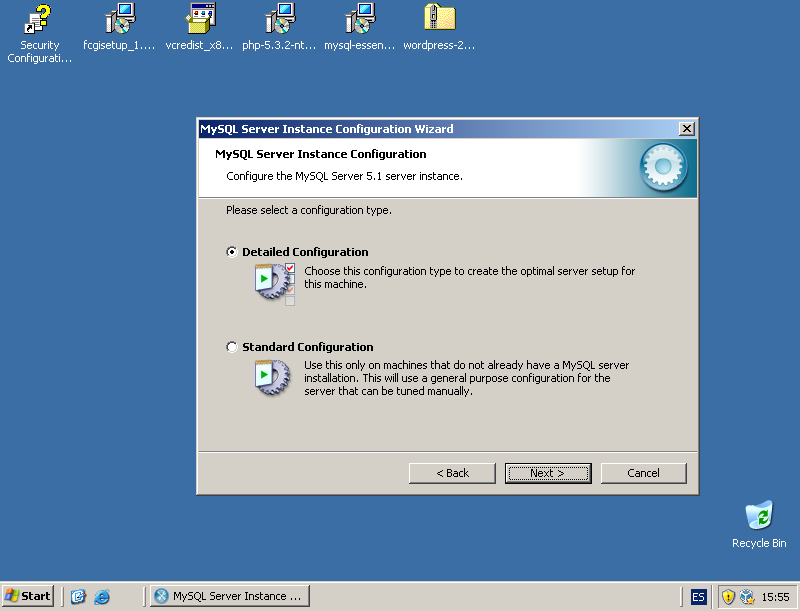 Security
Configurati...
fcgisetup_1....
vcredist_x8...
php-5.3.2-nt...
mysql-essen...
wordpress-2...
MySQL Server Instance Configuration Wizard
MySQL Server Instance Configuration
Configure the MySQL Server 5.1 server instance.
Please select a configuration type.
Detailed Configuration
Choose this configuration type to create the optimal server setup for
this machine.
Standard Configuration
Use this only on machines that do not already have a MySQL server
installation. This will use a general purpose configuration for the
server that can be tuned manually.
< Back
Next >
Cancel
Recycle Bin
Start
MySQL Server Instance ...
ES
15:55